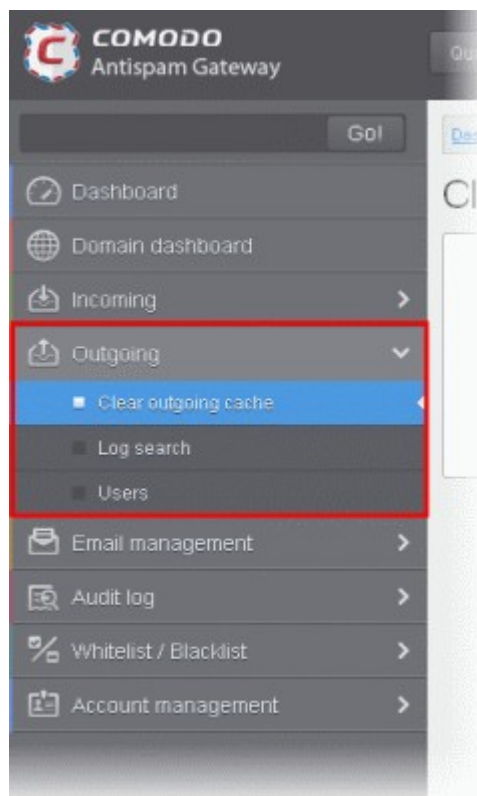 COMODO
Antispam Gateway
Go!
Dashboard
Domain dashboard
Incoming
Outgoing
Clear outgoing cache
Log search
Users
Email management
Audit log
Whitelist / Blacklist
Account management